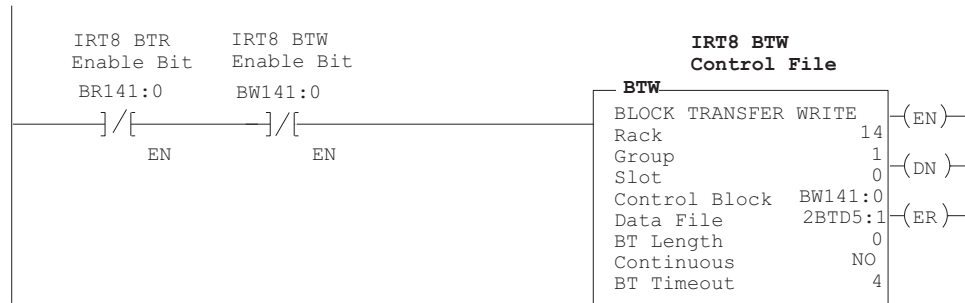 IRT8 BTR IRT8 BTW IRT8 BTW
Enable Bit Enable Bit Control File
BR141:0 BW141:0 BTW
BLOCK TRANSFER WRITE (EN)
Rack 14
EN EN Group 1
Slot 0 (DN )
Control Block BW141:0
Data File 2BTD5:1 (ER)
BT Length 0
Continuous NO
BT Timeout 4